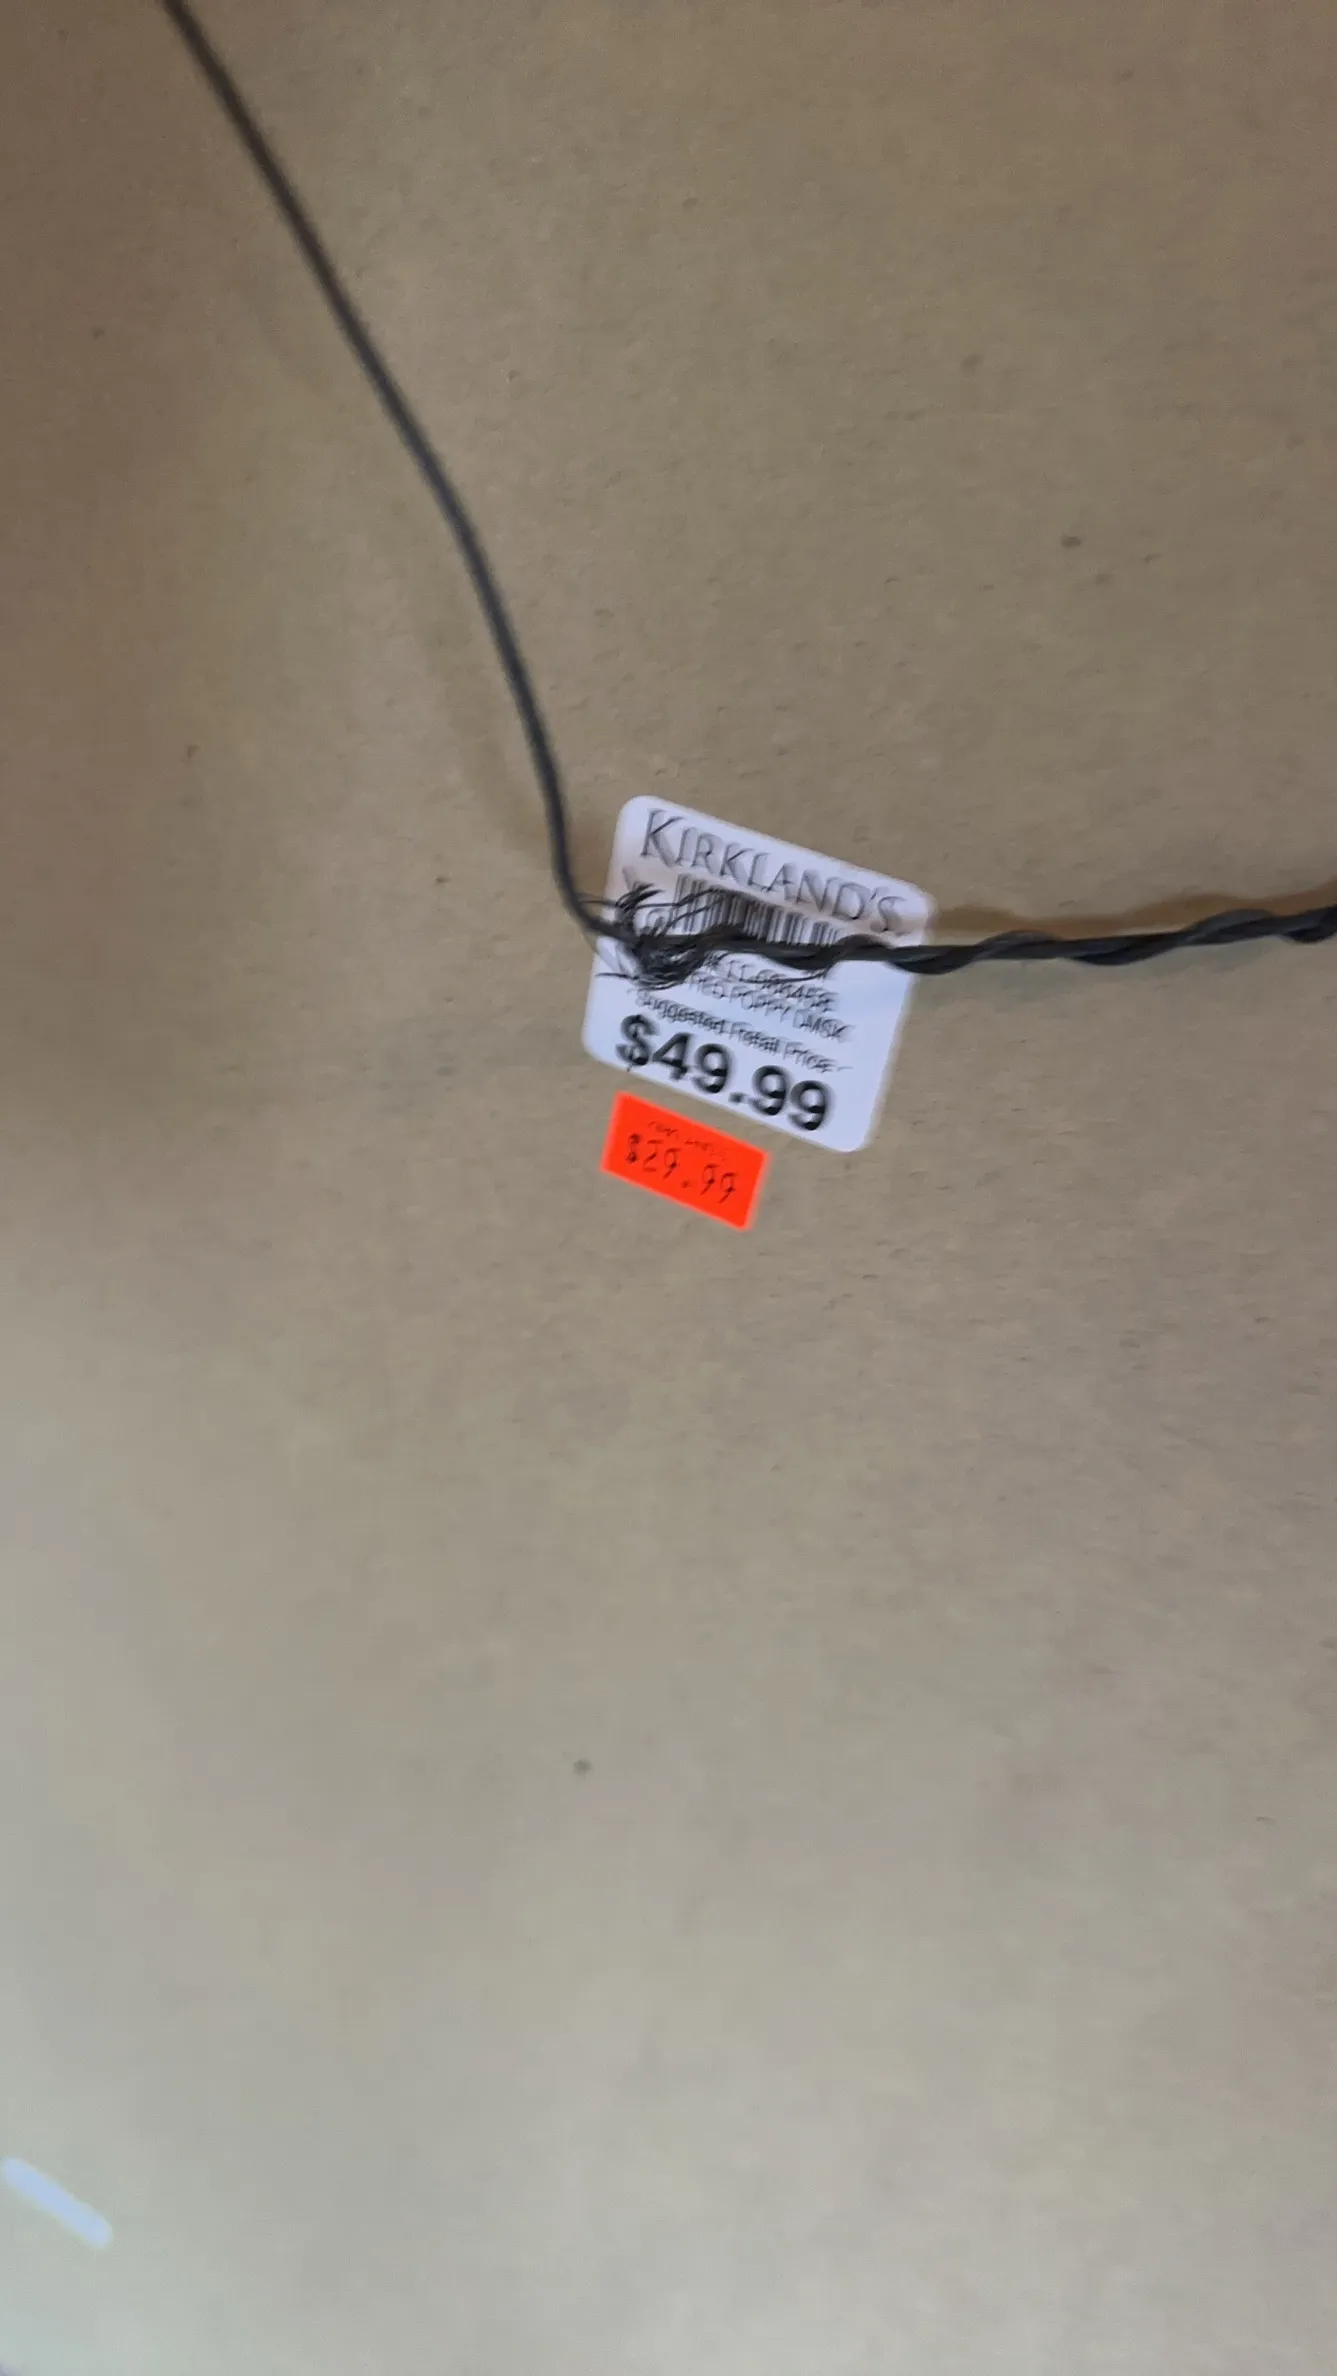 KIRKLAND'S
RED POPPY DMSK
Suggested Retail Price
$49.99
$29.99